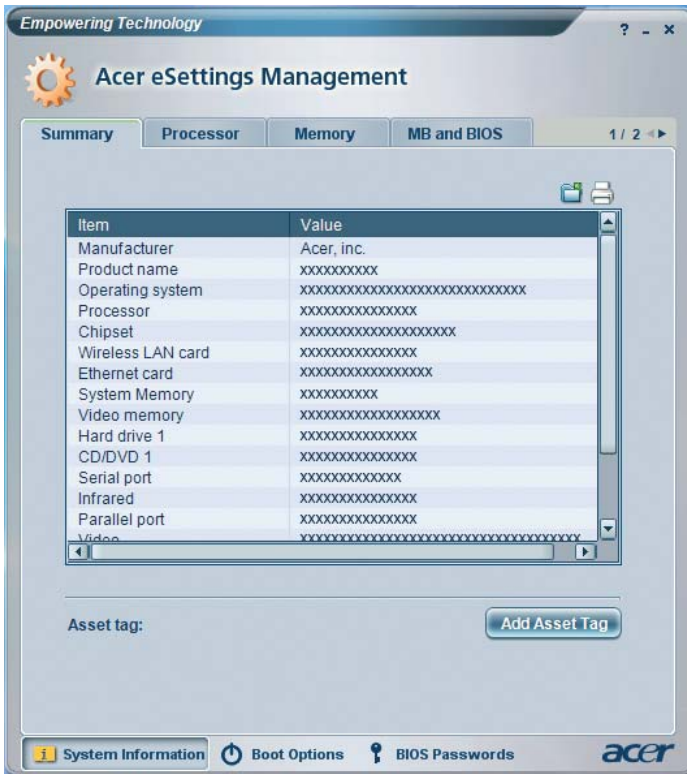 Empowering Technology
? - x
Acer eSettings Management
Summary Processor Memory MB and BIOS 1 / 2
Item Value
Manufacturer Acer, inc.
Product name xxxxxxxxxx
Operating system xxxxxxxxxxxxxxxxxxxxxxxxxxxxx
Processor xxxxxxxxxxxxxxx
Chipset xxxxxxxxxxxxxxxxxxxx
Wireless LAN card xxxxxxxxxxxxxxx
Ethernet card xxxxxxxxxxxxxxxxx
System Memory xxxxxxxxxx
Video memory xxxxxxxxxxxxxxxxxx
Hard drive 1 xxxxxxxxxxxxxxx
CD/DVD 1 xxxxxxxxxxxxxxx
Serial port xxxxxxxxxxxxx
Infrared xxxxxxxxxxxxxxx
Parallel port xxxxxxxxxxxxxxx
Video xxxxxxxxxxxxxxxxxxxxxxxxxxxxxxxxxxxx
Asset tag: Add Asset Tag
i System Information Boot Options BIOS Passwords acer